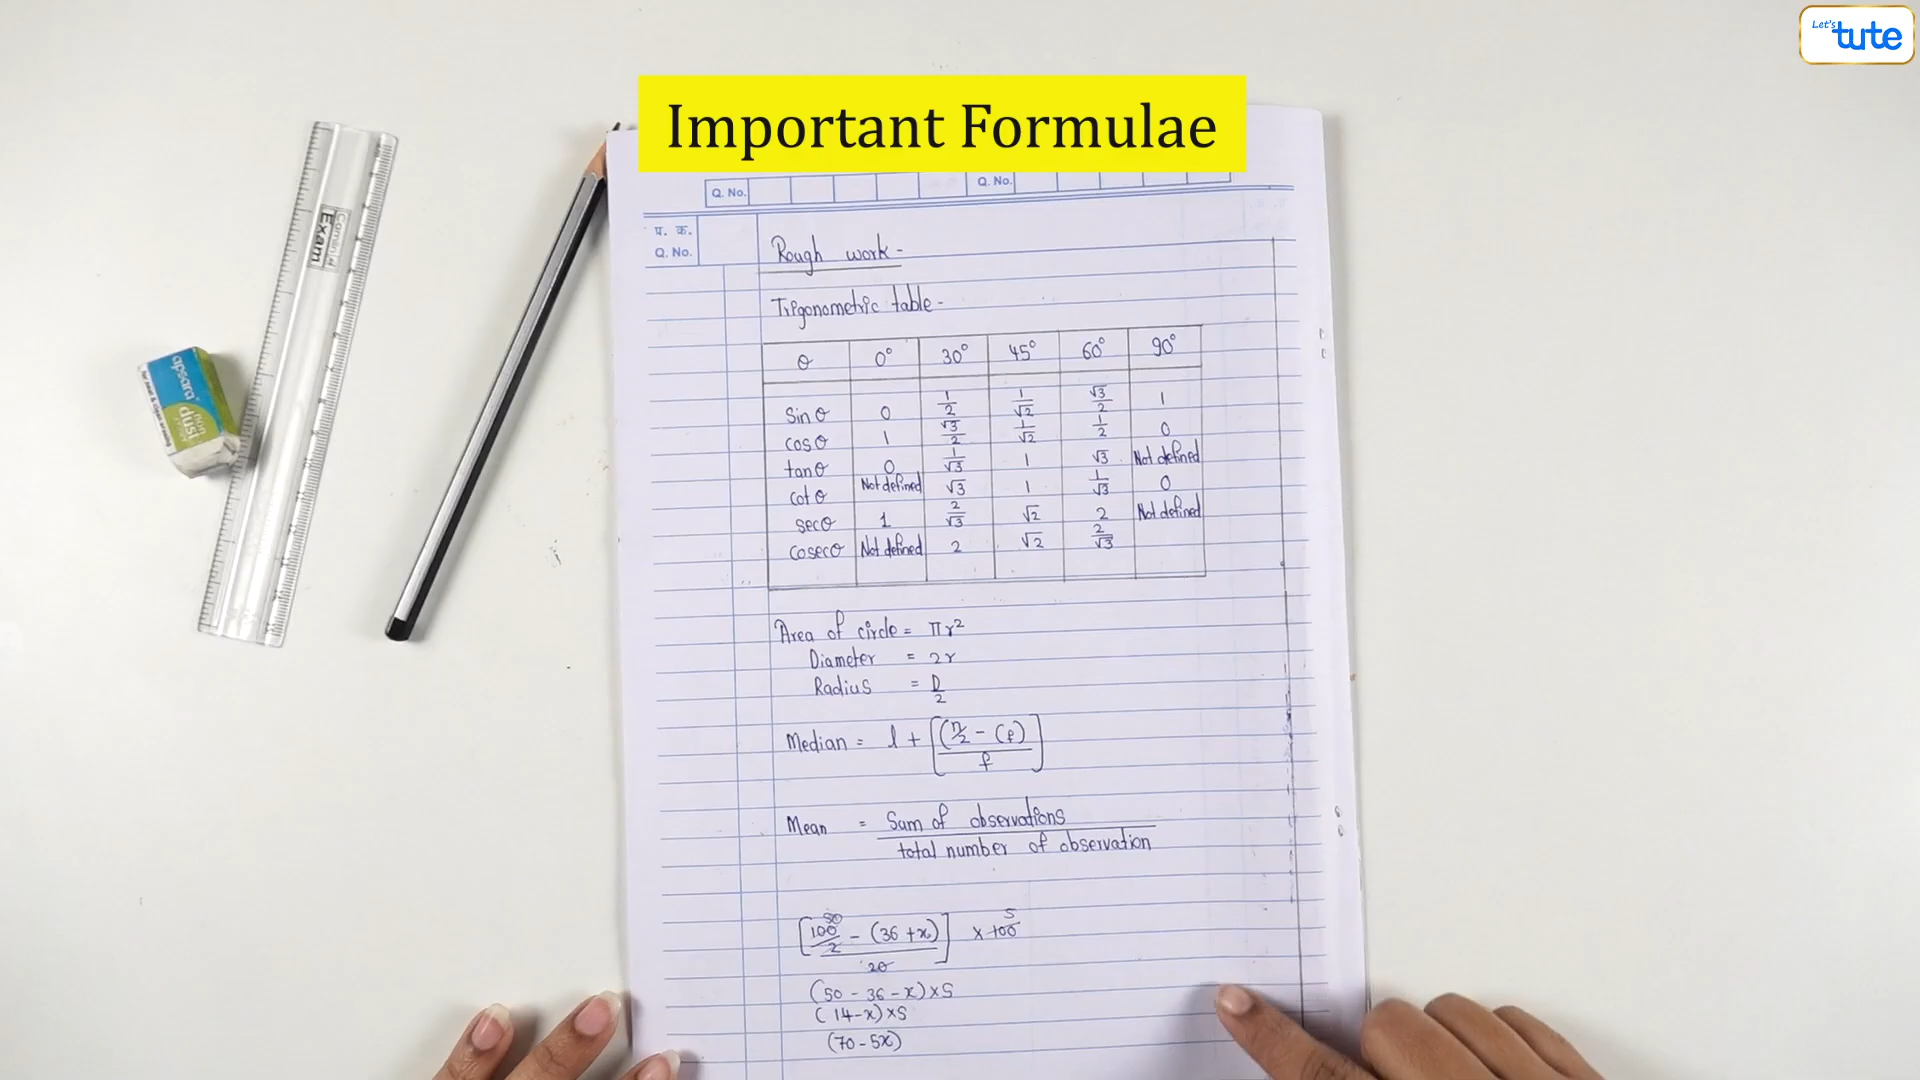 Let's tute
Important Formulae
Q. No. Q. No.
प्र. क्र.
Q. No.
Rough work -
Trigonometric table -
θ 0° 30° 45° 60° 90°
sin θ 0 1/2 1/√2 √3/2 1
cos θ 1 √3/2 1/√2 1/2 0
tan θ 0 1/√3 1 √3 Not defined
cot θ Not defined √3 1 1/√3 0
sec θ 1 2/√3 √2 2 Not defined
cosec θ Not defined 2 √2 2/√3
Area of circle = πr²
Diameter = 2r
Radius = D/2
Median = l + [(n/2 - (f)/f]
Mean = Sum of observations
total number of observation
[100/2 50 - (36 + x) / 20] × 100 5
(50 - 36 - x) × 5
(14 - x) × 5
(70 - 5x)
Exam
apsara
non
dust